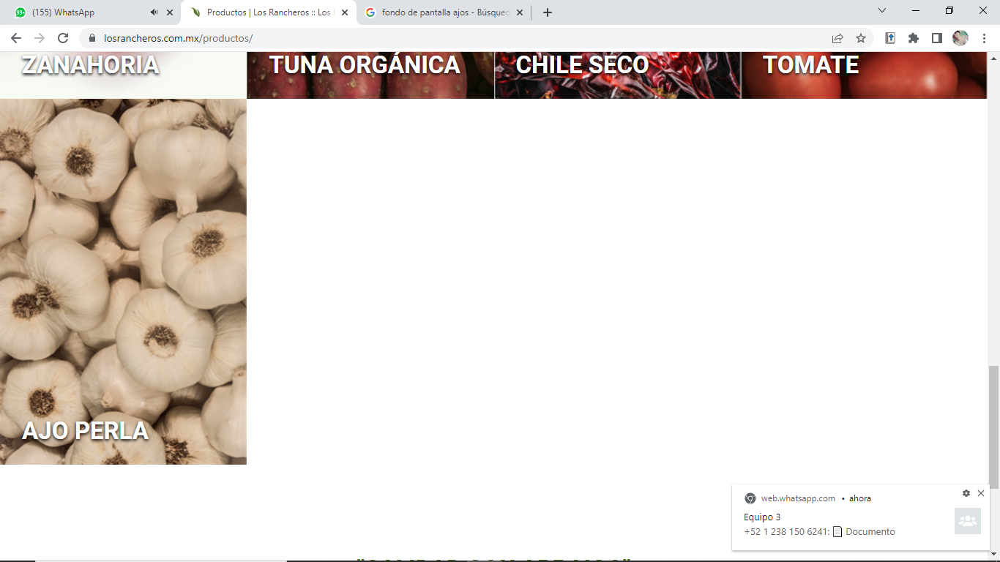 (155) WhatsApp
Productos | Los Rancheros :: Los
fondo de pantalla ajos - Búsqued
losrancheros.com.mx/productos/
ZANAHORIA
TUNA ORGÁNICA
CHILE SECO
TOMATE
AJO PERLA
web.whatsapp.com • ahora
Equipo 3
+52 1 238 150 6241: Documento